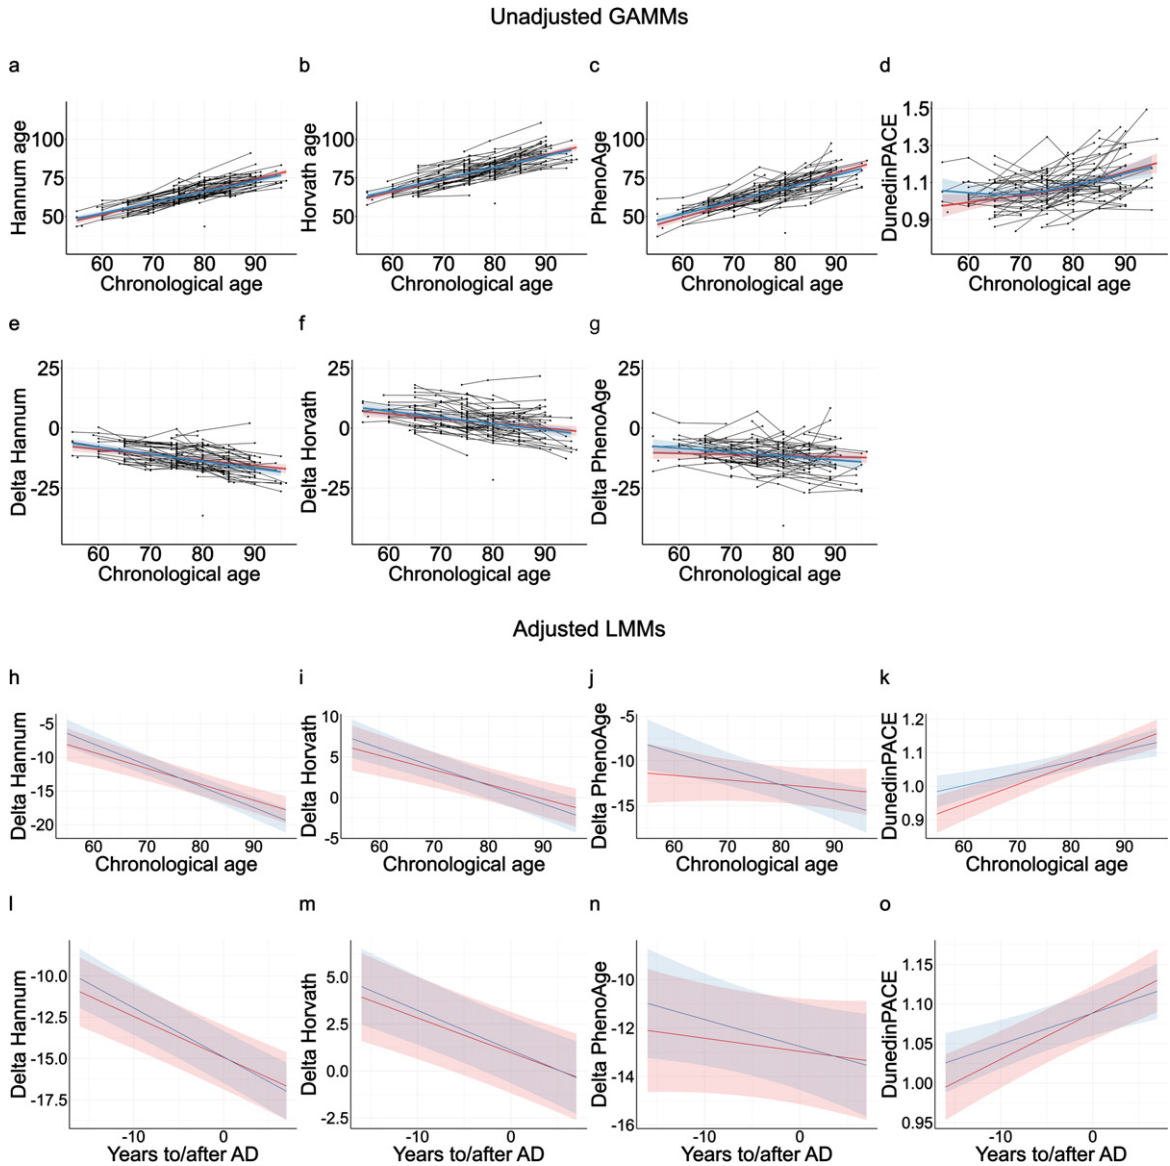 Unadjusted GAMMs
a
b
c
d
Hannum age
100
75
50
60 70 80 90
Chronological age
Horvath age
100
75
50
60 70 80 90
Chronological age
PhenoAge
100
75
50
60 70 80 90
Chronological age
DunedinPACE
1.5
1.3
1.1
0.9
60 70 80 90
Chronological age
e
f
g
Delta Hannum
25
0
-25
60 70 80 90
Chronological age
Delta Horvath
25
0
-25
60 70 80 90
Chronological age
Delta PhenoAge
25
0
-25
60 70 80 90
Chronological age
Adjusted LMMs
h
i
j
k
Delta Hannum
-5
-10
-15
-20
60 70 80 90
Chronological age
Delta Horvath
10
5
0
-5
60 70 80 90
Chronological age
Delta PhenoAge
-5
-10
-15
60 70 80 90
Chronological age
DunedinPACE
1.2
1.1
1.0
0.9
60 70 80 90
Chronological age
l
m
n
o
Delta Hannum
-10.0
-12.5
-15.0
-17.5
-10 0
Years to/after AD
Delta Horvath
5.0
2.5
0.0
-2.5
-10 0
Years to/after AD
Delta PhenoAge
-10
-12
-14
-16
-10 0
Years to/after AD
DunedinPACE
1.15
1.10
1.05
1.00
0.95
-10 0
Years to/after AD